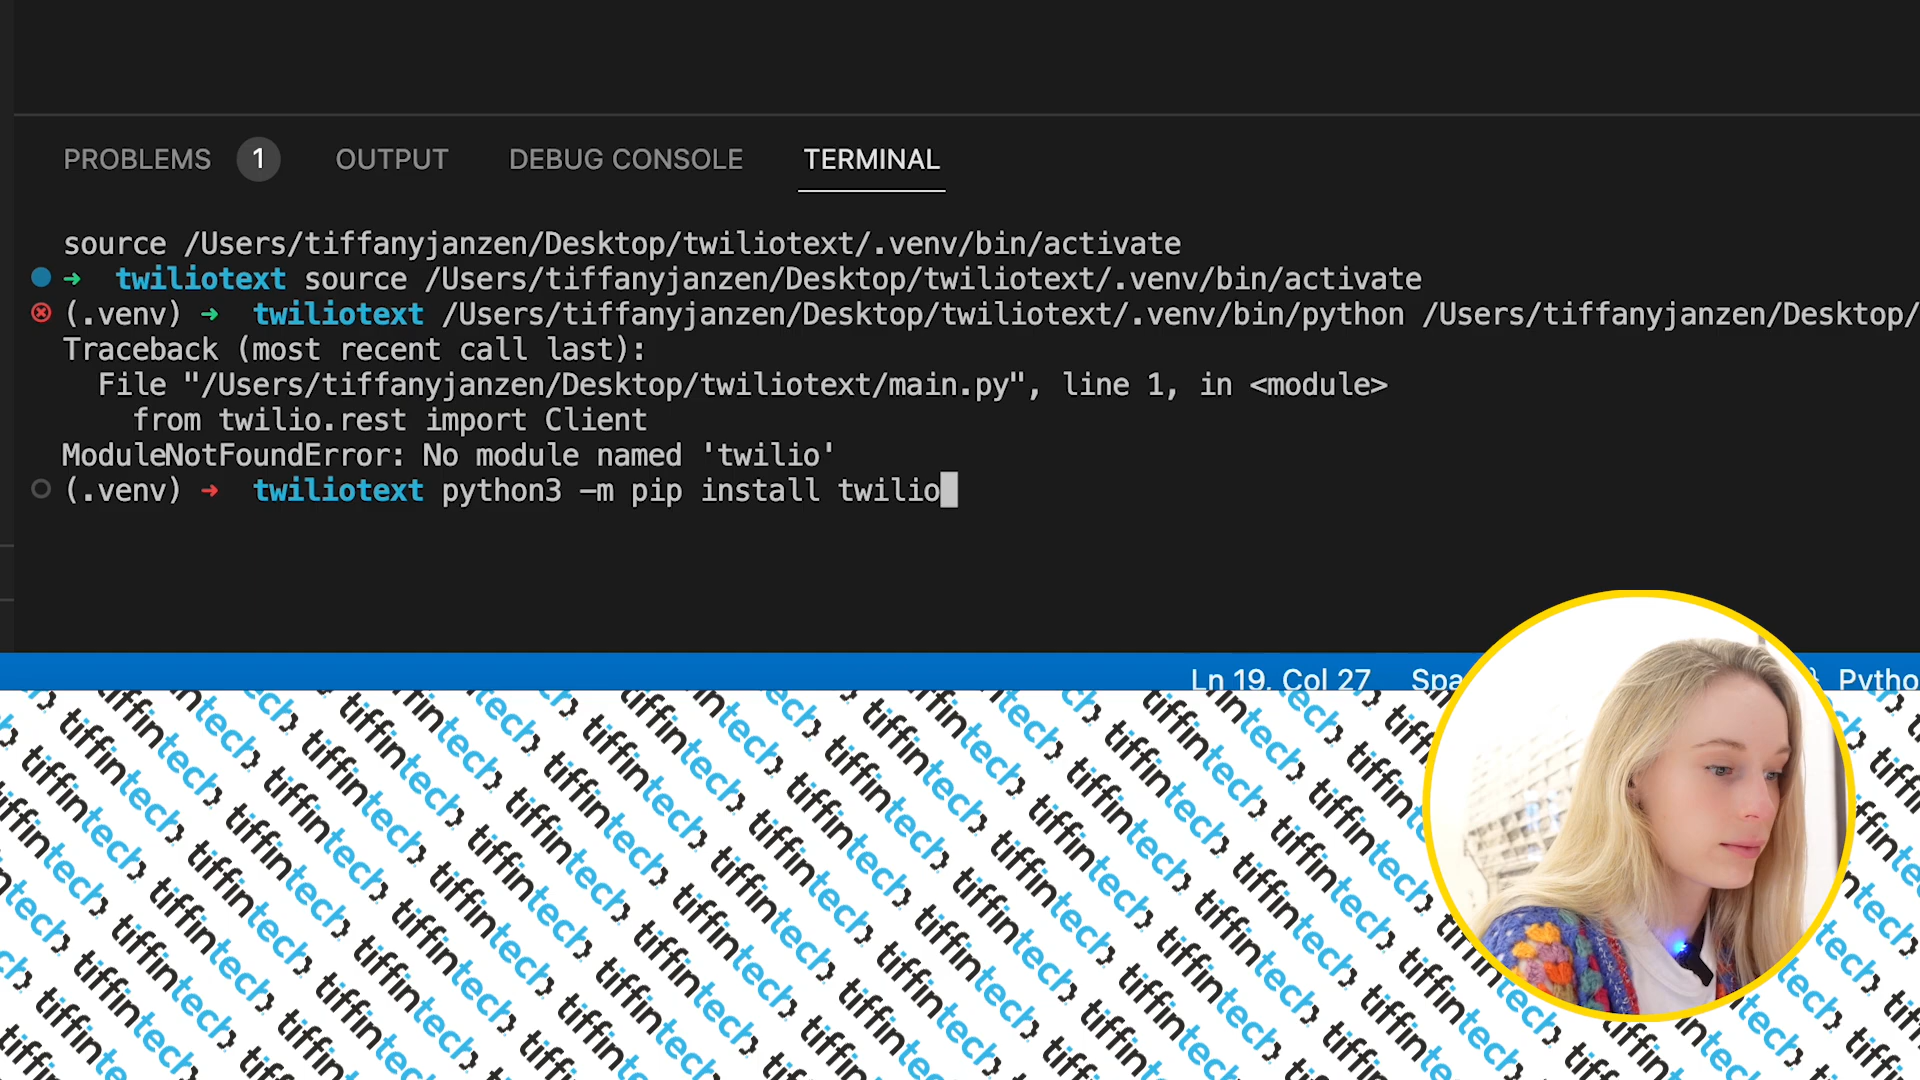 PROBLEMS 1 OUTPUT DEBUG CONSOLE TERMINAL
source /Users/tiffanyjanzen/Desktop/twiliotext/.venv/bin/activate
➜ twiliotext source /Users/tiffanyjanzen/Desktop/twiliotext/.venv/bin/activate
(.venv) ➜ twiliotext /Users/tiffanyjanzen/Desktop/twiliotext/.venv/bin/python /Users/tiffanyjanzen/Desktop/
Traceback (most recent call last):
File "/Users/tiffanyjanzen/Desktop/twiliotext/main.py", line 1, in <module>
from twilio.rest import Client
ModuleNotFoundError: No module named 'twilio'
(.venv) ➜ twiliotext python3 -m pip install twilio
Ln 19, Col 27 Spa Pytho
tiffintech